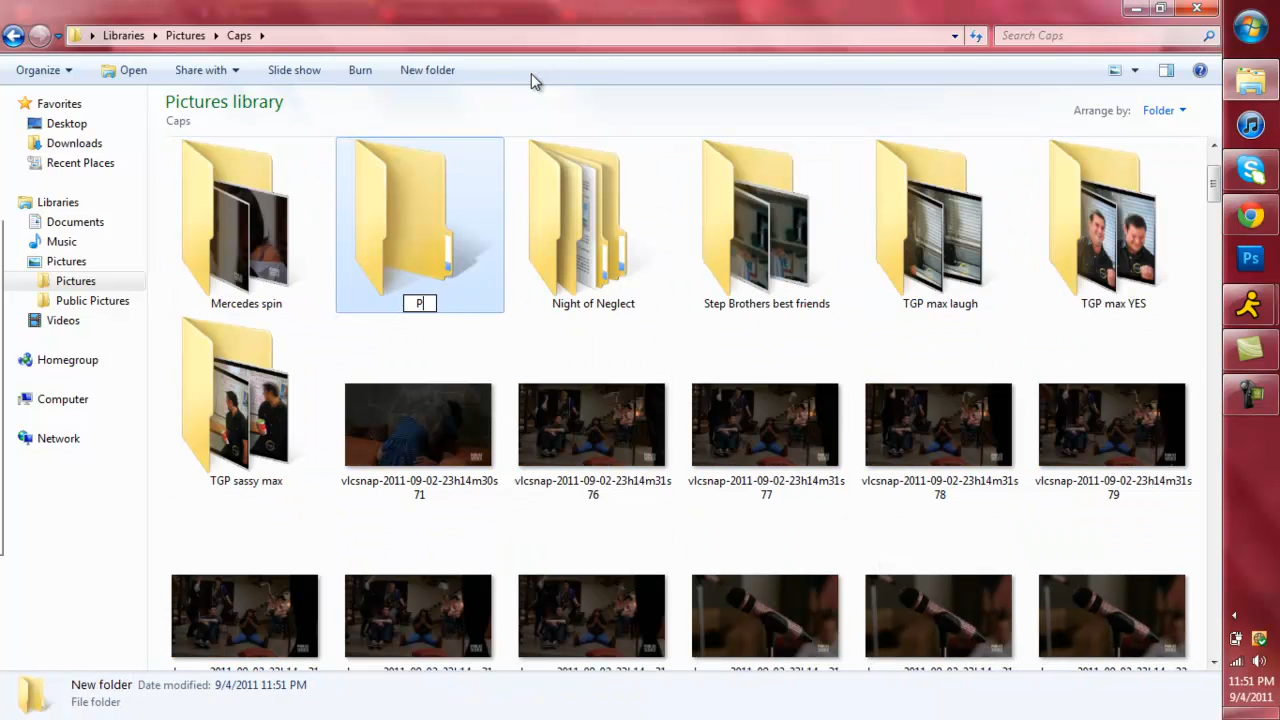 Libraries Pictures Caps
Search Caps
Organize Open Share with Slide show Burn New folder
Pictures library
Caps
Arrange by: Folder
Favorites
Desktop
Downloads
Recent Places
Libraries
Documents
Music
Pictures
Pictures
Public Pictures
Videos
Homegroup
Computer
Network
Mercedes spin
P
Night of Neglect
Step Brothers best friends
TGP max laugh
TGP max YES
TGP sassy max
vlcsnap-2011-09-02-23h14m30s
71
vlcsnap-2011-09-02-23h14m31s
76
vlcsnap-2011-09-02-23h14m31s
77
vlcsnap-2011-09-02-23h14m31s
78
vlcsnap-2011-09-02-23h14m31s
79
New folder Date modified: 9/4/2011 11:51 PM
File folder
Ps
11:51 PM
9/4/2011